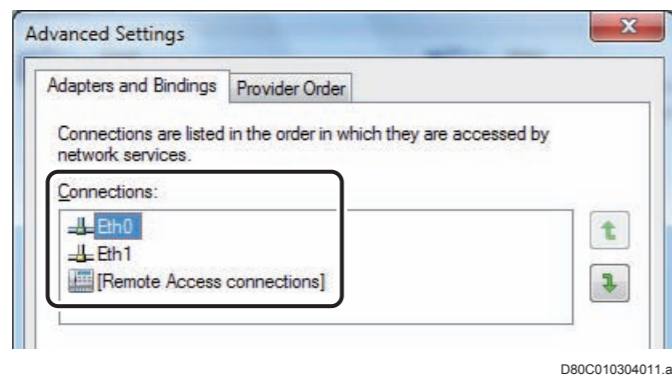 Advanced Settings
Adapters and Bindings Provider Order
Connections are listed in the order in which they are accessed by
network services.
Connections:
Eth0
Eth1
[Remote Access connections]
D80C010304011.a